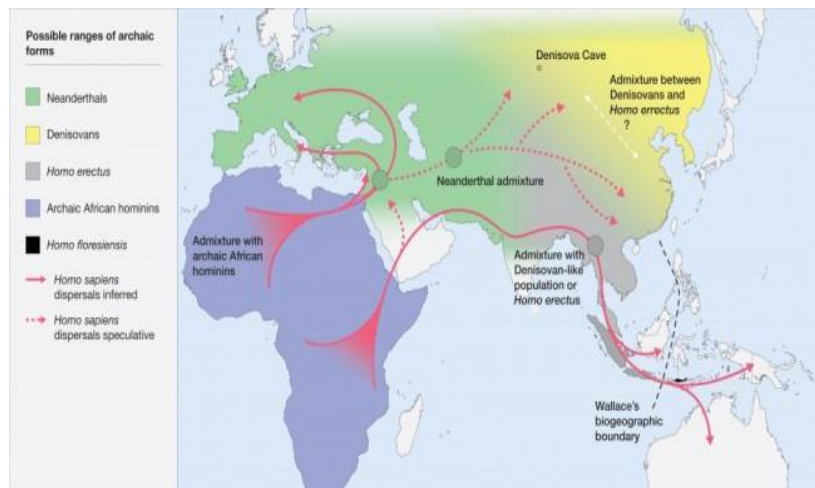 Possible ranges of archaic
forms
Neanderthals
Denisovans
Homo erectus
Archaic African hominins
Homo floresiensis
Homo sapiens
dispersals inferred
Homo sapiens
dispersals speculative
Denisova Cave
Admixture between
Denisovans and
Homo errectus
?
Neanderthal admixture
Admixture with
archaic African
hominins
Admixture with
Denisovan-like
population or
Homo erectus
Wallace's
biogeographic
boundary